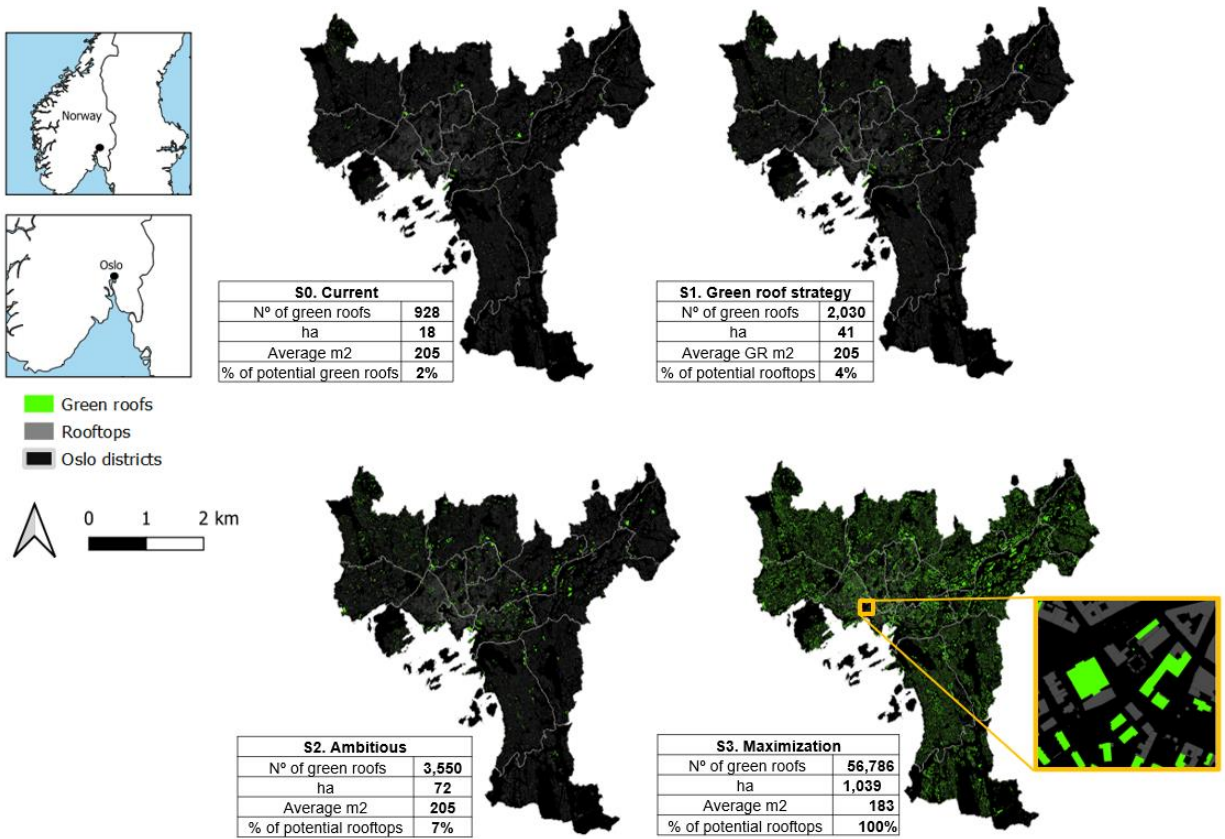 Norway
Oslo
Green roofs
Rooftops
Oslo districts
0 1 2 km
S0. Current
Nº of green roofs 928
ha 18
Average m2 205
% of potential green roofs 2%
S1. Green roof strategy
Nº of green roofs 2,030
ha 41
Average GR m2 205
% of potential rooftops 4%
S2. Ambitious
Nº of green roofs 3,550
ha 72
Average m2 205
% of potential rooftops 7%
S3. Maximization
Nº of green roofs 56,786
ha 1,039
Average m2 183
% of potential rooftops 100%